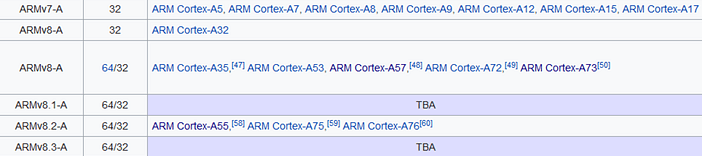 ARMv7-A 32 ARM Cortex-A5, ARM Cortex-A7, ARM Cortex-A8, ARM Cortex-A9, ARM Cortex-A12, ARM Cortex-A15, ARM Cortex-A17
ARMv8-A 32 ARM Cortex-A32
ARMv8-A 64/32 ARM Cortex-A35,[47] ARM Cortex-A53, ARM Cortex-A57,[48] ARM Cortex-A72,[49] ARM Cortex-A73[50]
ARMv8.1-A 64/32 TBA
ARMv8.2-A 64/32 ARM Cortex-A55,[58] ARM Cortex-A75,[59] ARM Cortex-A76[60]
ARMv8.3-A 64/32 TBA